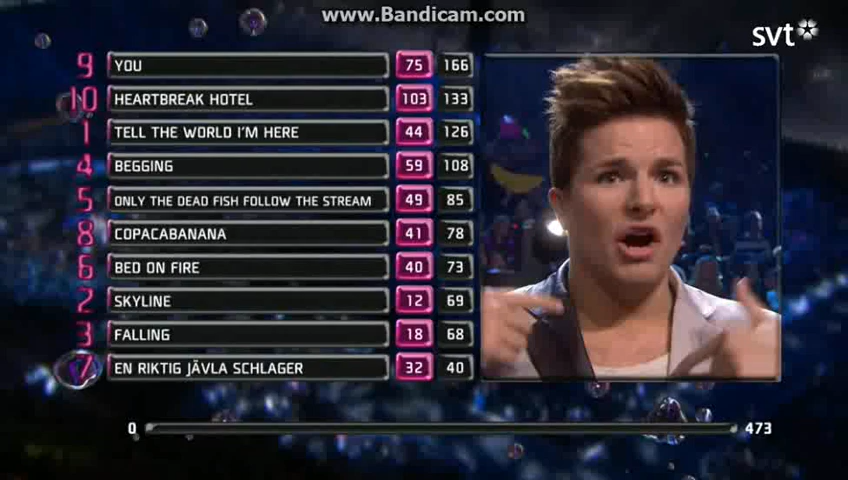 www.Bandicam.com
svt
9 YOU 75 166
10 HEARTBREAK HOTEL 103 133
1 TELL THE WORLD I'M HERE 44 126
4 BEGGING 59 108
5 ONLY THE DEAD FISH FOLLOW THE STREAM 49 85
8 COPACABANANA 41 78
6 BED ON FIRE 40 73
2 SKYLINE 12 69
3 FALLING 18 68
7 EN RIKTIG JÄVLA SCHLAGER 32 40
0 473